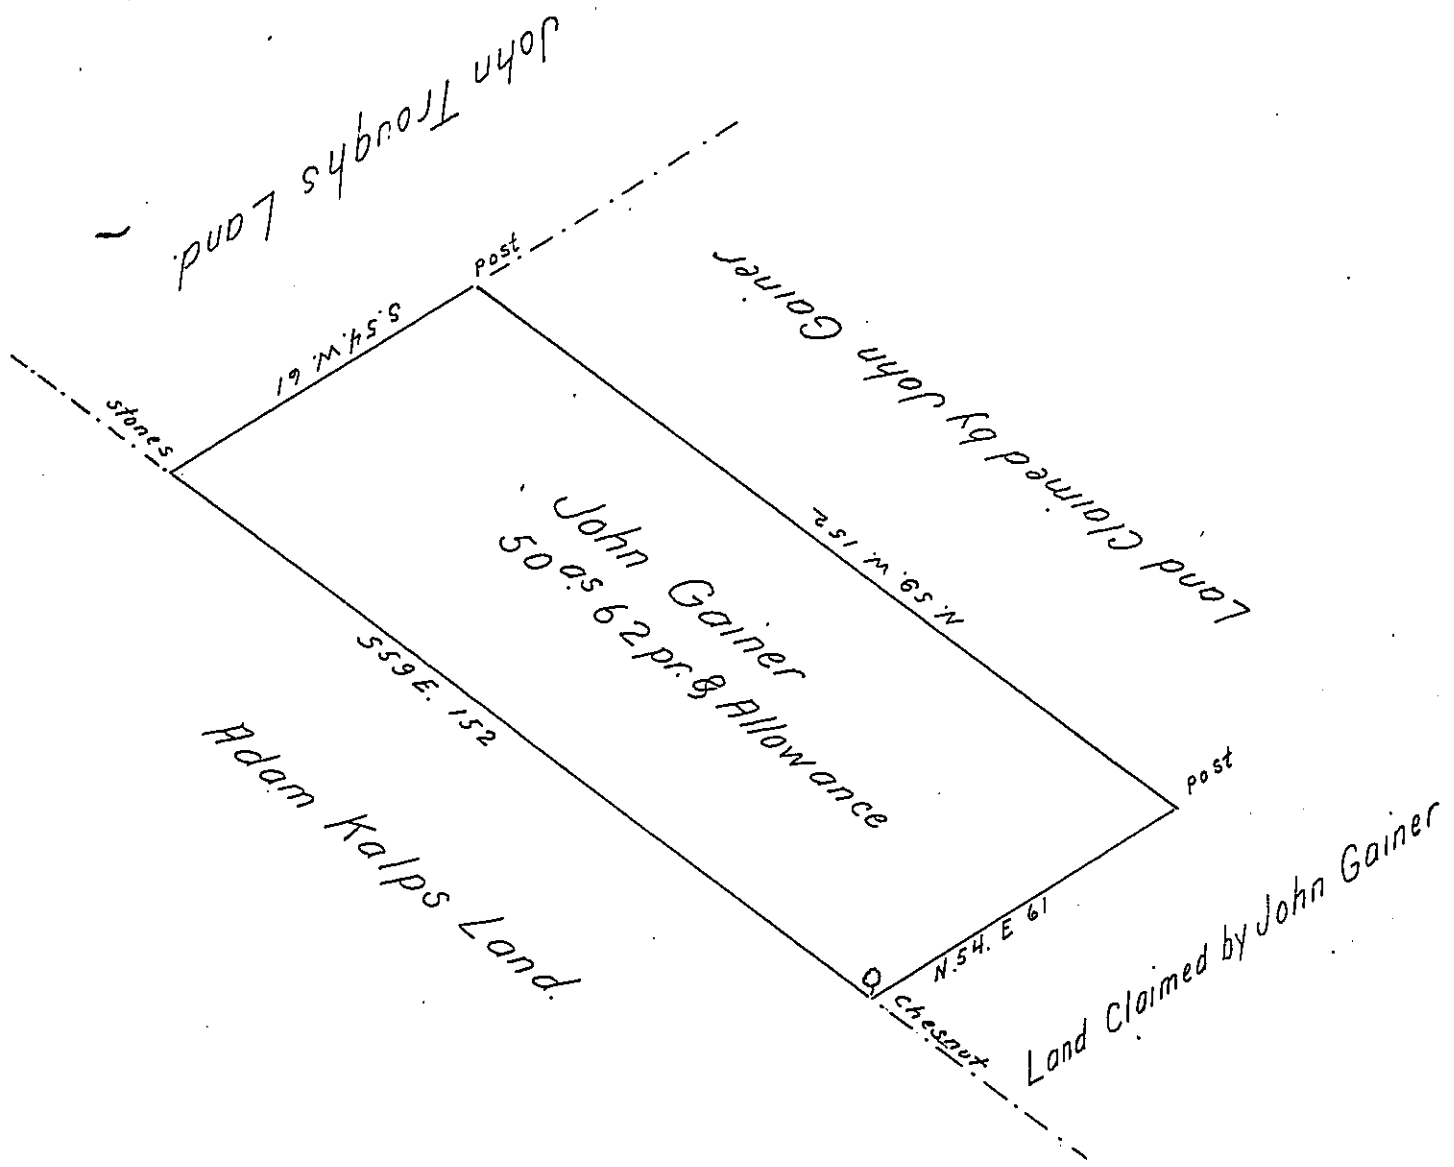 John Troughs Land.
post
S.54.W. 61
stones
Land Claimed by John Gainer
N. 59. W. 152
John Gainer
50 as 62 pr. & Allowance
S59E. 152
Adam Kalps Land.
post
N.54. E 61
chesnut.
Land Claimed by John Gainer